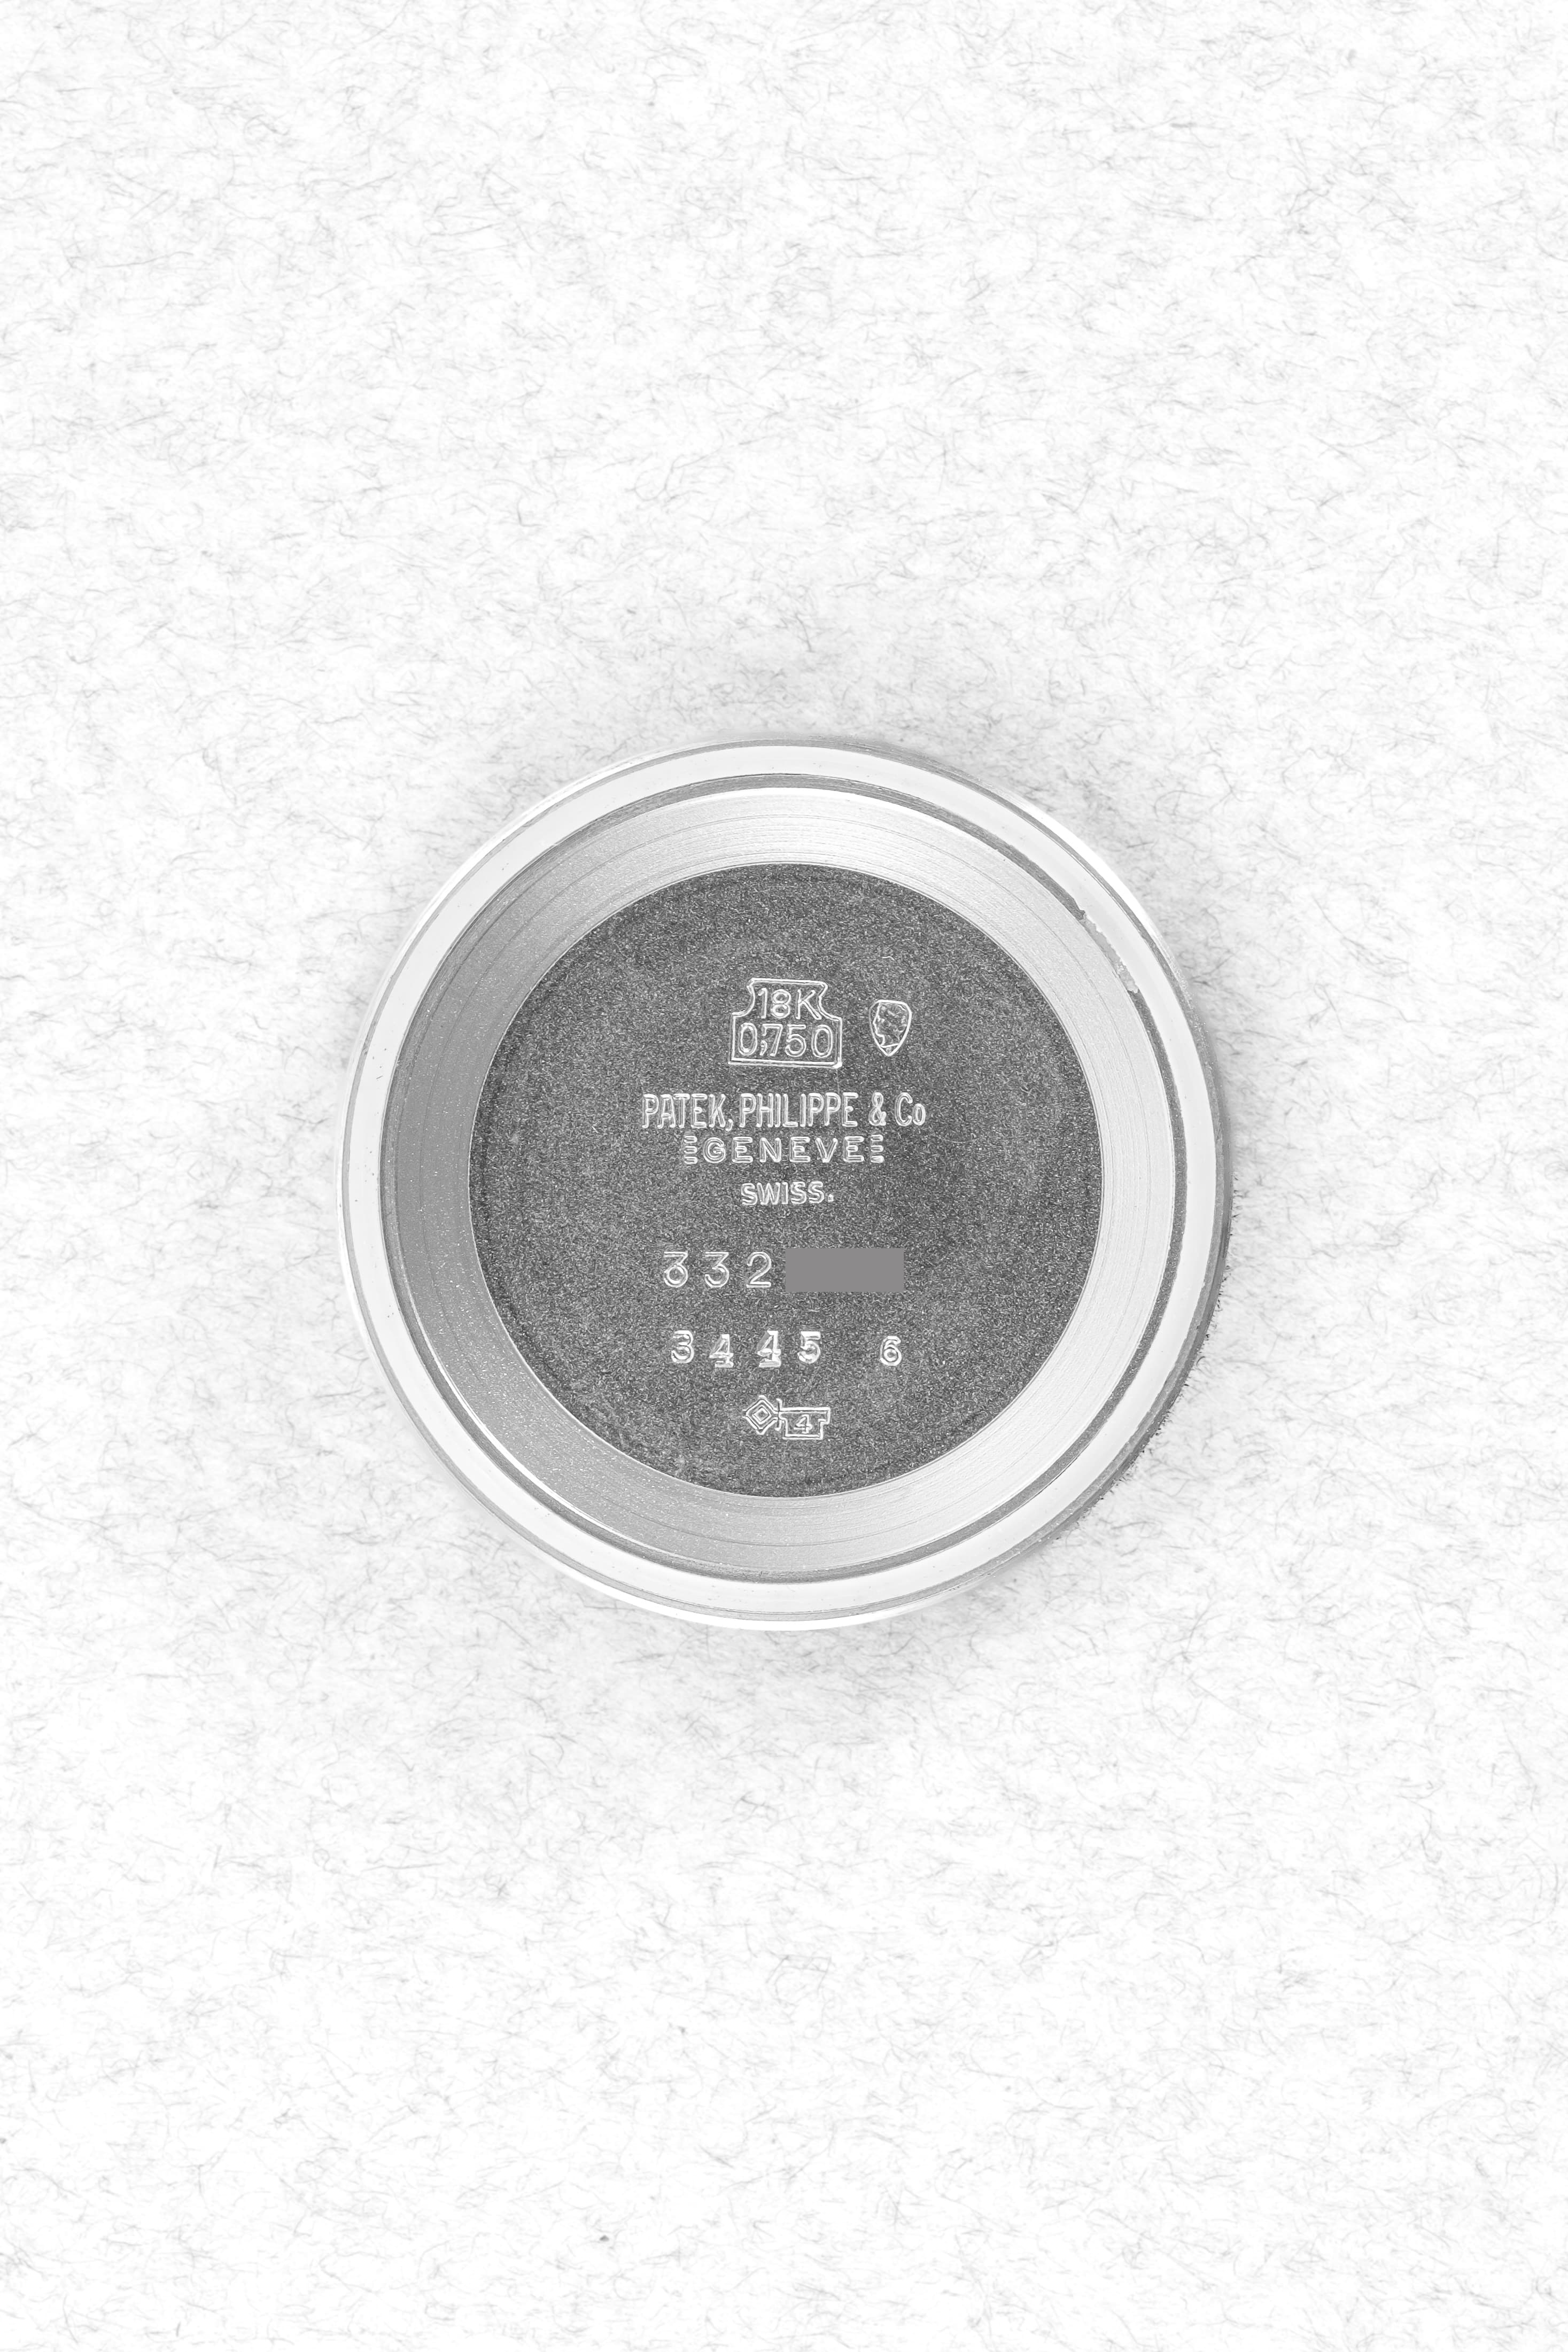 18K
0,750
PATEK, PHILIPPE & Co
GENEVE
SWISS.
332
3445 6
4